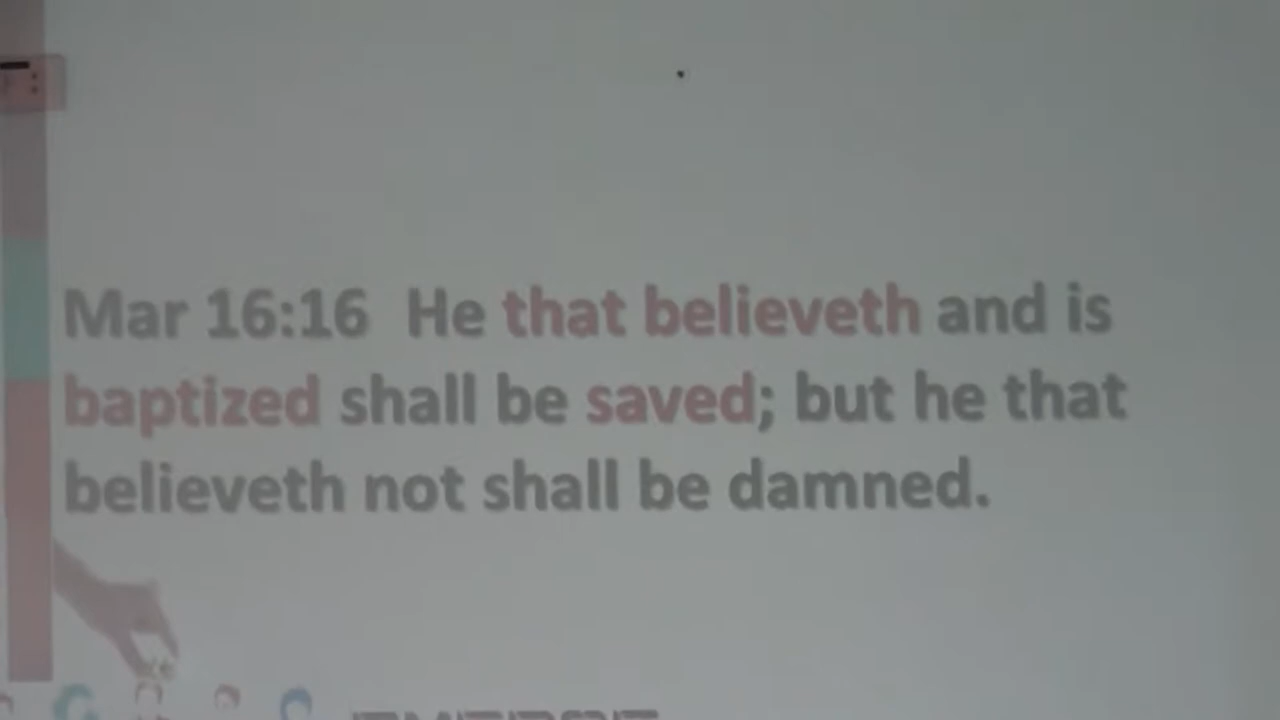 Mar 16:16 He that believeth and is
baptized shall be saved; but he that
believeth not shall be damned.